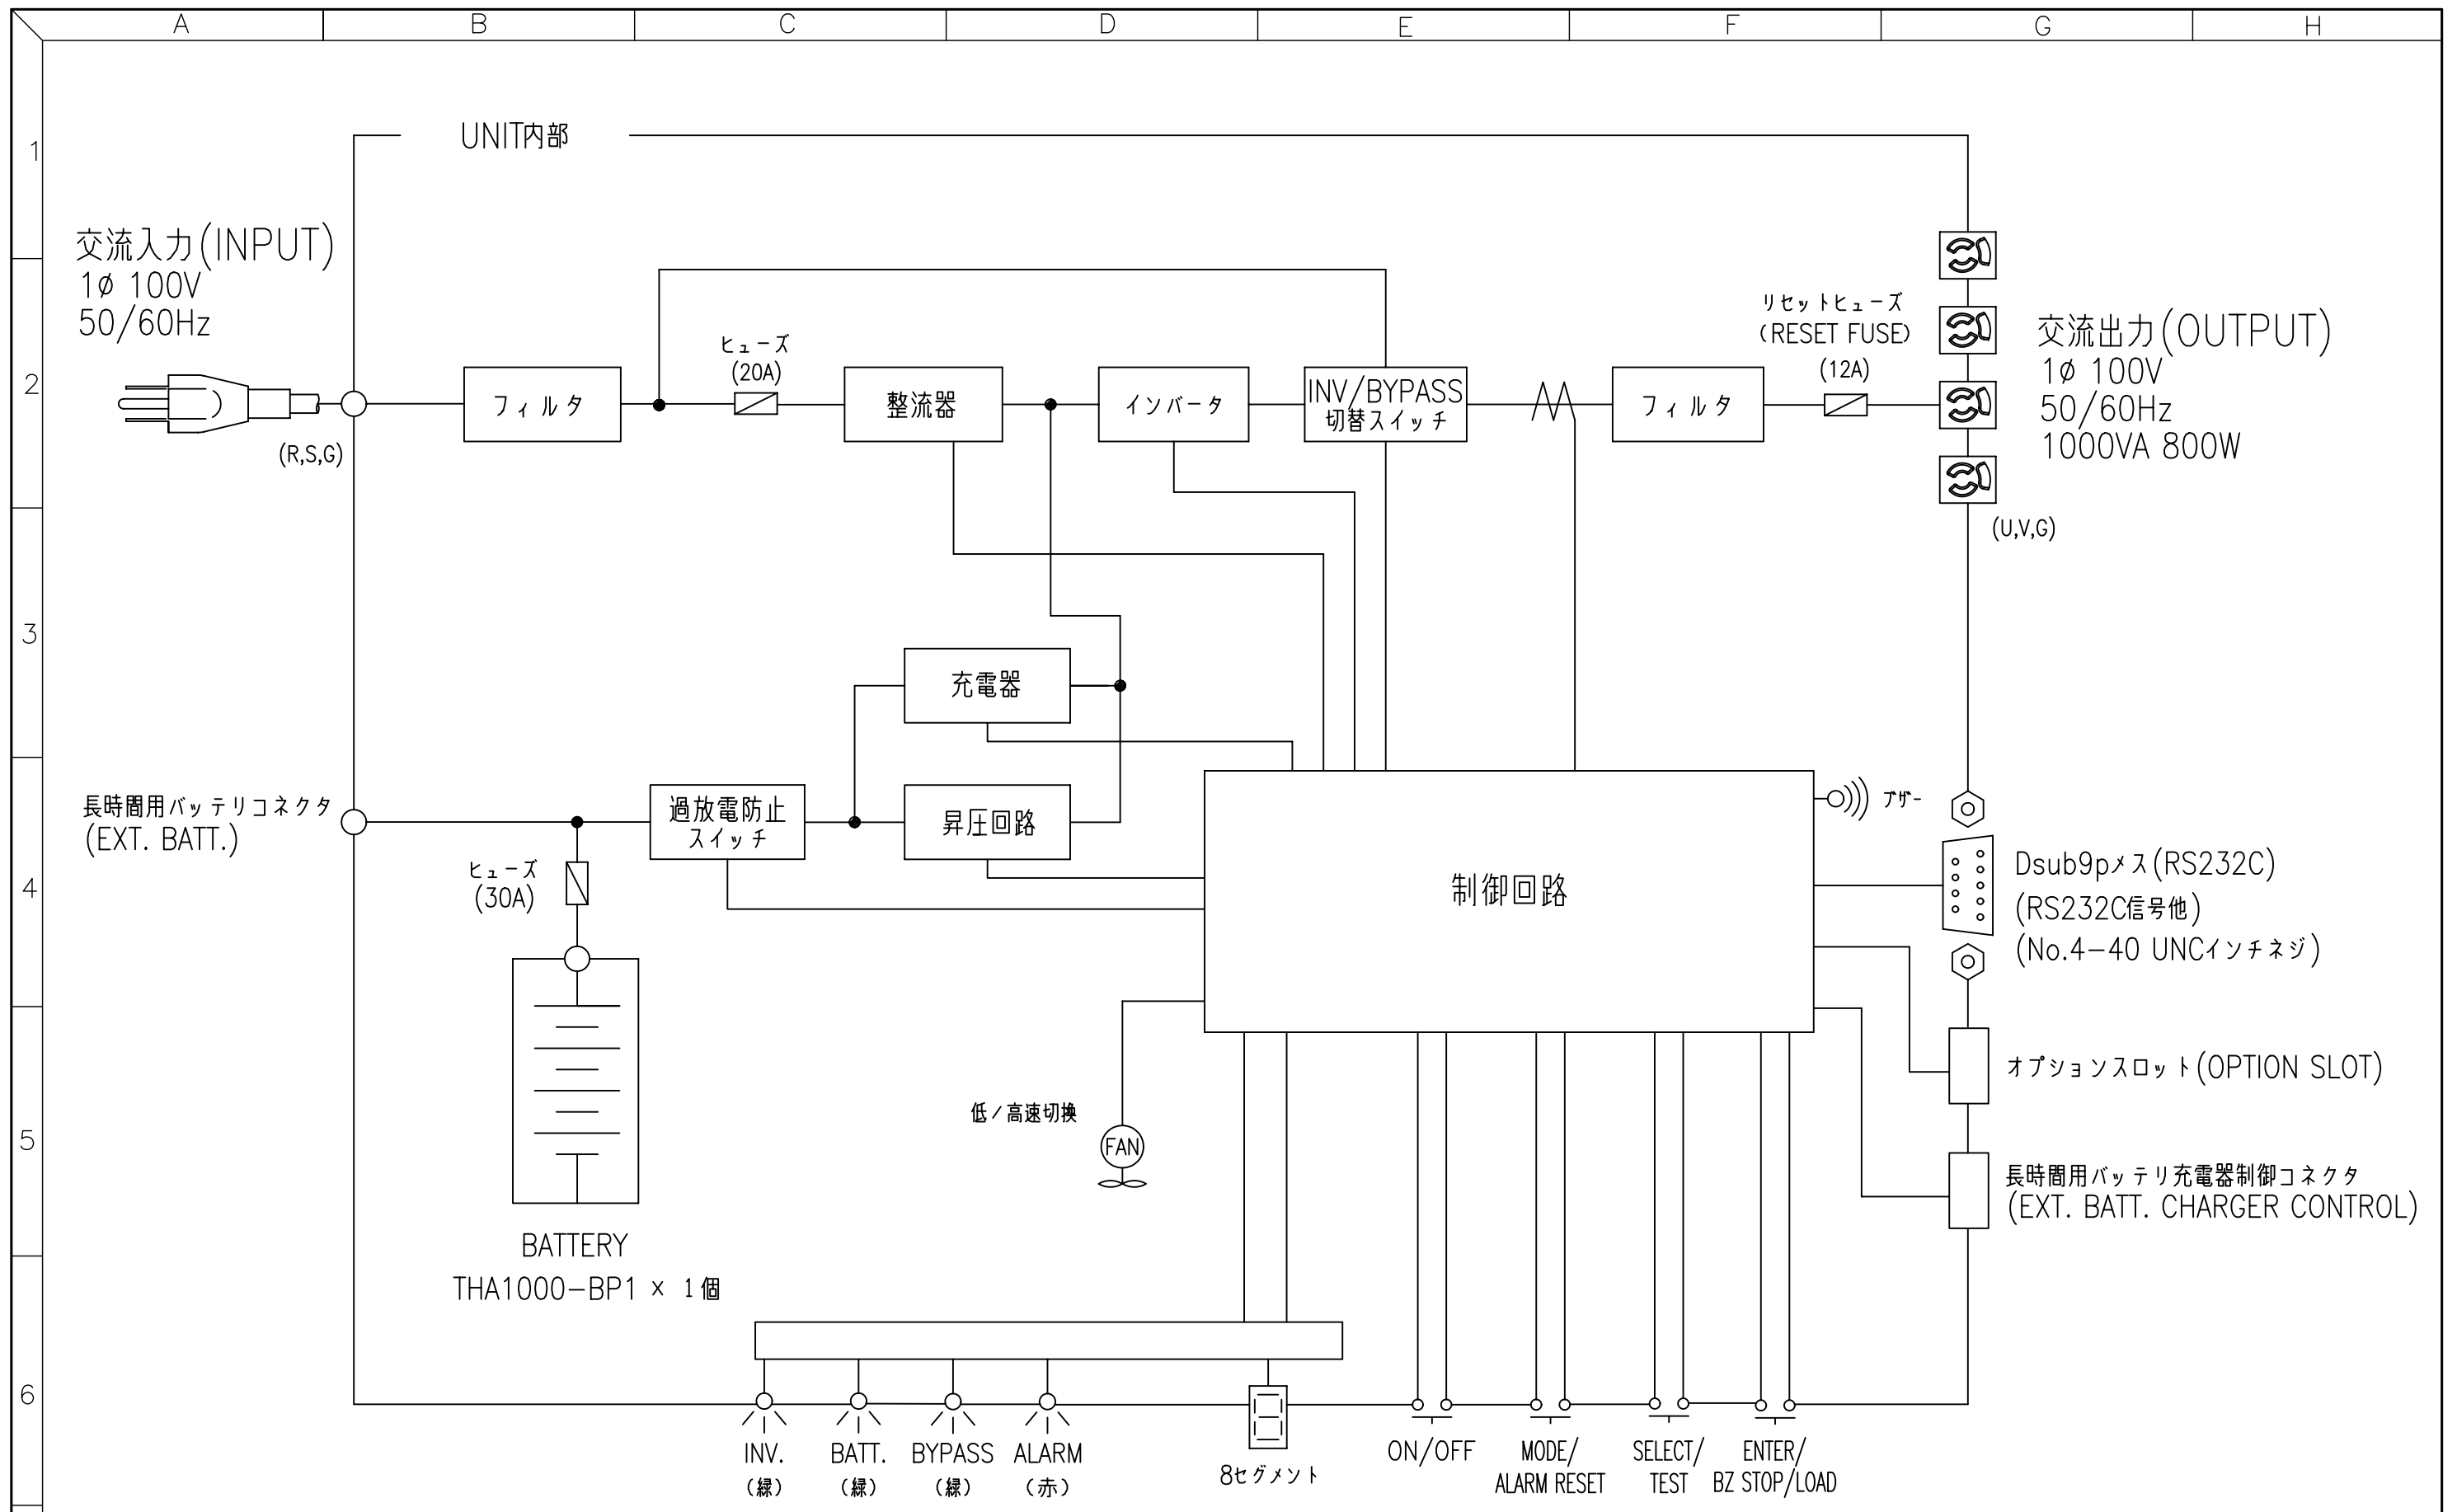 A
B
C
D
E
F
G
H
1
2
3
4
5
6
UNIT内部
交流入力(INPUT)
1ø 100V
50/60Hz
(R,S,G)
フィルタ
ヒューズ
(20A)
整流器
インバータ
INV/BYPASS
切替スイッチ
フィルタ
リセットヒューズ
(RESET FUSE)
(12A)
交流出力(OUTPUT)
1ø 100V
50/60Hz
1000VA 800W
(U,V,G)
充電器
長時間用バッテリコネクタ
(EXT. BATT.)
過放電防止
スイッチ
昇圧回路
ヒューズ
(30A)
制御回路
ブザー
Dsub9pメス(RS232C)
(RS232C信号他)
(No.4-40 UNCインチネジ)
オプションスロット(OPTION SLOT)
低/高速切換
FAN
長時間用バッテリ充電器制御コネクタ
(EXT. BATT. CHARGER CONTROL)
BATTERY
THA1000-BP1 × 1個
INV.
(緑)
BATT.
(緑)
BYPASS
(緑)
ALARM
(赤)
8セグメント
ON/OFF
MODE/
ALARM RESET
SELECT/
TEST
ENTER/
BZ STOP/LOAD